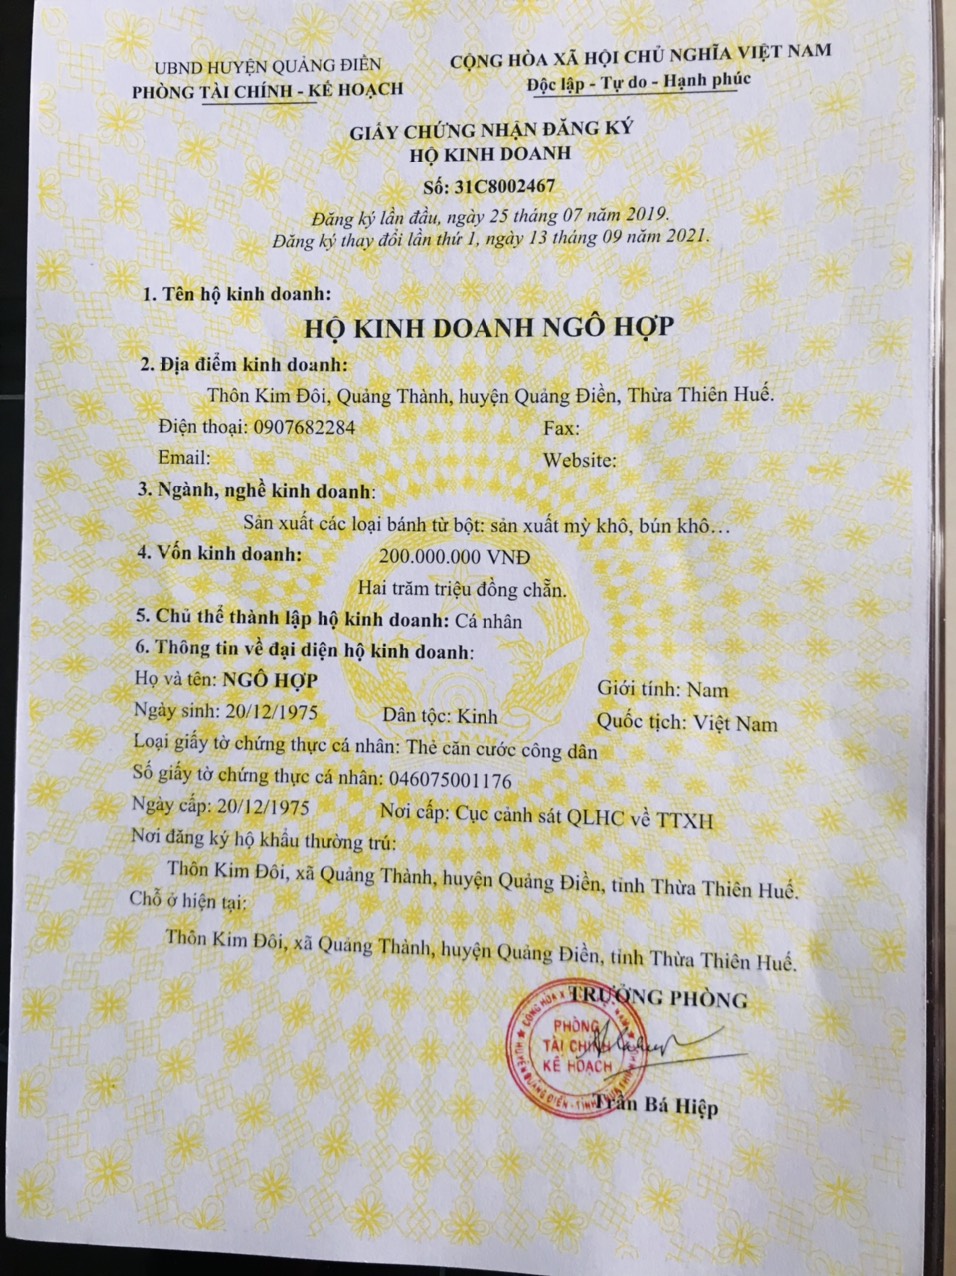 UBND HUYỆN QUẢNG ĐIỀN
PHÒNG TÀI CHÍNH - KẾ HOẠCH
CỘNG HÒA XÃ HỘI CHỦ NGHĨA VIỆT NAM
Độc lập - Tự do - Hạnh phúc
GIẤY CHỨNG NHẬN ĐĂNG KÝ
HỘ KINH DOANH
Số: 31C8002467
Đăng ký lần đầu, ngày 25 tháng 07 năm 2019.
Đăng ký thay đổi lần thứ 1, ngày 13 tháng 09 năm 2021.
1. Tên hộ kinh doanh:
HỘ KINH DOANH NGÔ HỢP
2. Địa điểm kinh doanh:
Thôn Kim Đôi, Quảng Thành, huyện Quảng Điền, Thừa Thiên Huế.
Điện thoại: 0907682284 Fax:
Email: Website:
3. Ngành, nghề kinh doanh:
Sản xuất các loại bánh từ bột: sản xuất mỳ khô, bún khô…
4. Vốn kinh doanh: 200.000.000 VNĐ
Hai trăm triệu đồng chẵn.
5. Chủ thể thành lập hộ kinh doanh: Cá nhân
6. Thông tin về đại diện hộ kinh doanh:
Họ và tên: NGÔ HỢP Giới tính: Nam
Ngày sinh: 20/12/1975 Dân tộc: Kinh Quốc tịch: Việt Nam
Loại giấy tờ chứng thực cá nhân: Thẻ căn cước công dân
Số giấy tờ chứng thực cá nhân: 046075001176
Ngày cấp: 20/12/1975 Nơi cấp: Cục cảnh sát QLHC về TTXH
Nơi đăng ký hộ khẩu thường trú:
Thôn Kim Đôi, xã Quảng Thành, huyện Quảng Điền, tỉnh Thừa Thiên Huế.
Chỗ ở hiện tại:
Thôn Kim Đôi, xã Quảng Thành, huyện Quảng Điền, tỉnh Thừa Thiên Huế.
TRƯỞNG PHÒNG
PHÒNG
TÀI CHÍNH
KẾ HOẠCH
Trần Bá Hiệp